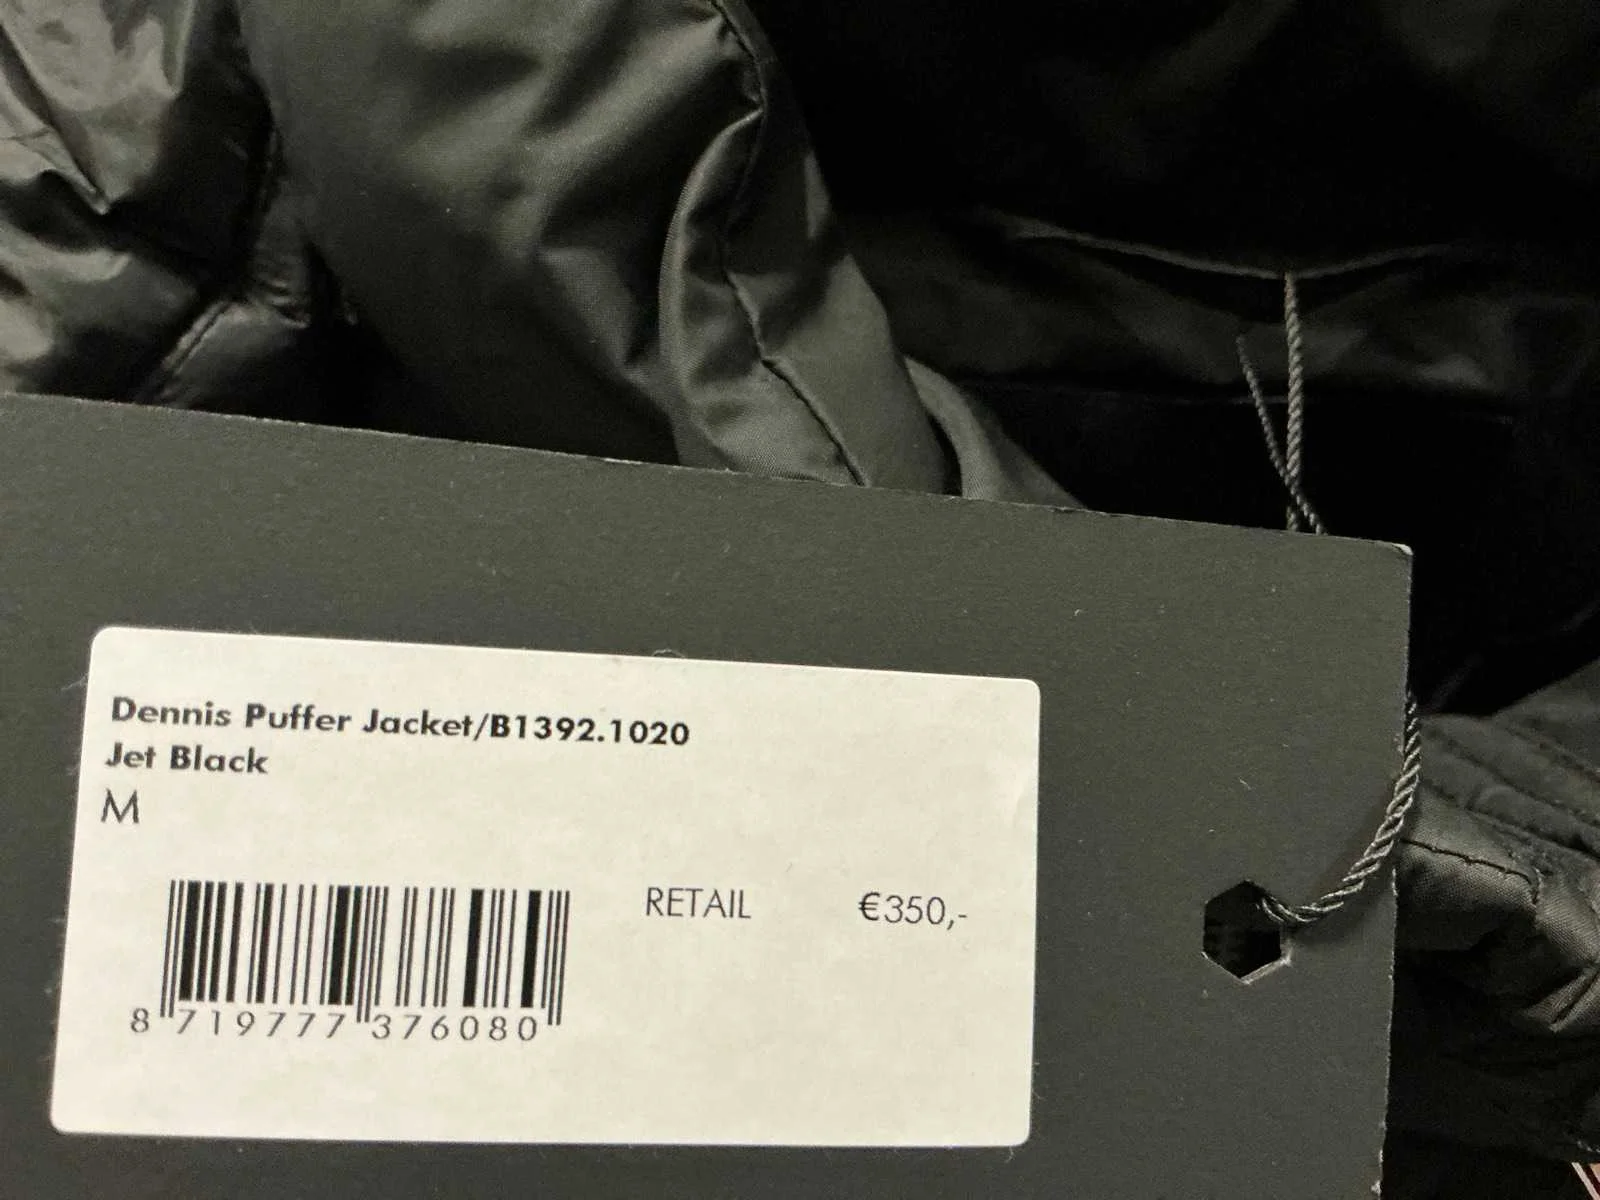 Dennis Puffer Jacket/B1392.1020
Jet Black
M
RETAIL €350,-
8 719777 376080